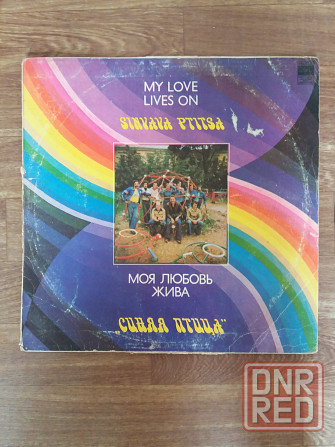 MY LOVE
LIVES ON
SINYAYA PTITSA
МОЯ ЛЮБОВЬ
ЖИВА
„СИНЯЯ ПТИЦА"
DNR
RED